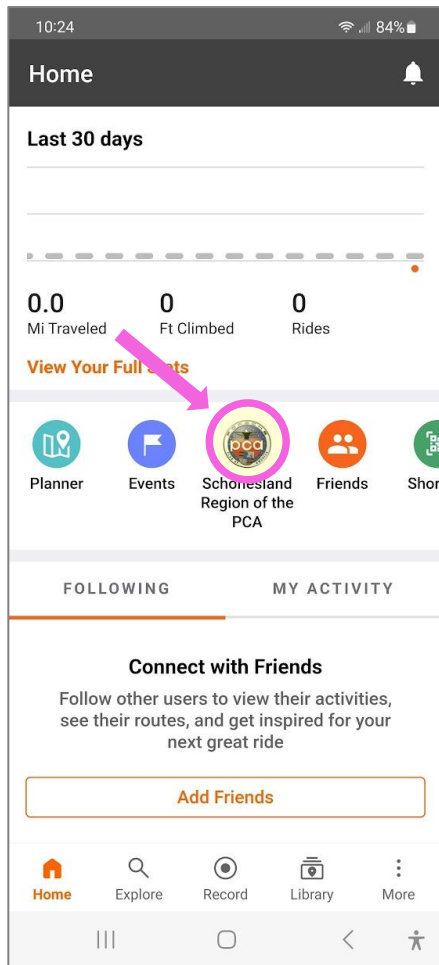 10:24
84%
Home
Last 30 days
0.0
0
0
Mi Traveled
Ft Climbed
Rides
View Your Full Stats
pca
Planner
Events
Schonesland
Region of the
PCA
Friends
Shor
FOLLOWING
MY ACTIVITY
Connect with Friends
Follow other users to view their activities,
see their routes, and get inspired for your
next great ride
Add Friends
Home
Explore
Record
Library
More